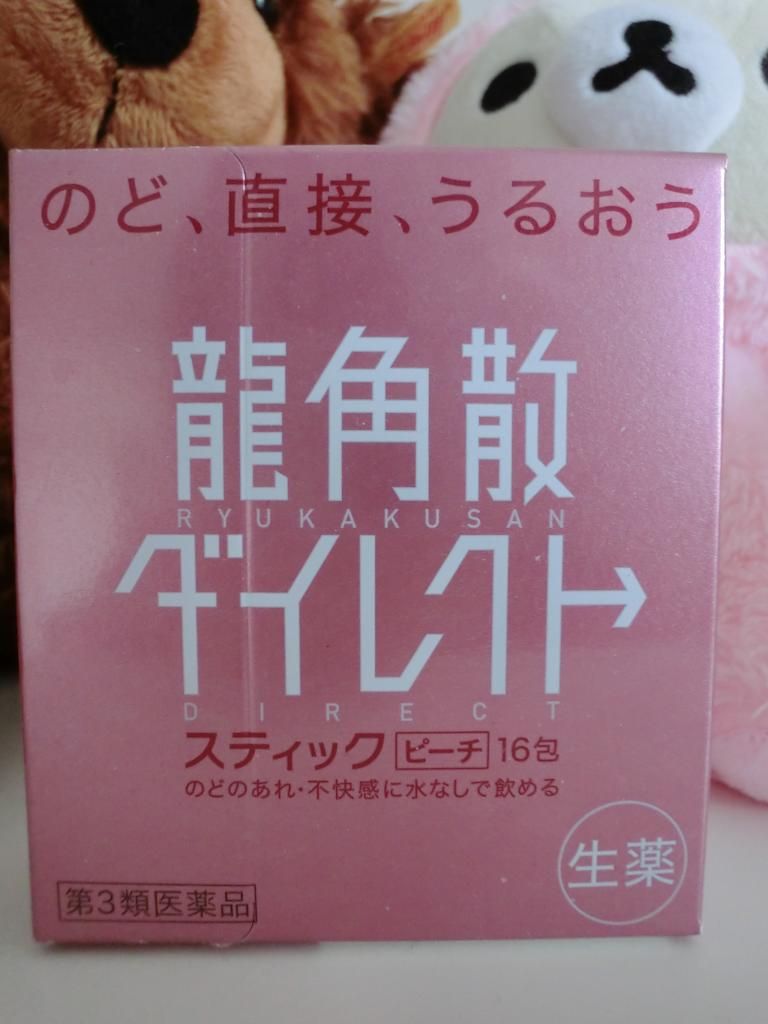 のど、直接、うるおう
龍角散
RYUKAKUSAN
ダイレクト
DIRECT
スティック ピーチ 16包
のどのあれ・不快感に水なしで飲める
生薬
第3類医薬品